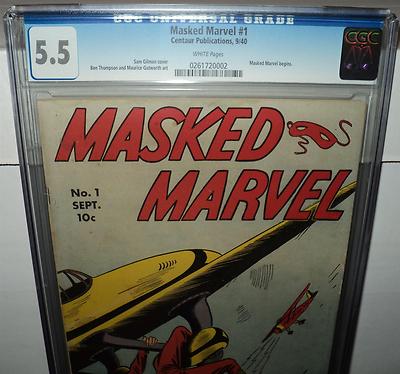 CGC UNIVERSAL GRADE
5.5
Masked Marvel #1
Centaur Publications, 9/40
WHITE Pages
Sam Gilman cover
Ben Thompson and Maurice Gutwirth art
0261720002
Masked Marvel begins.
CGC
MASKED
MARVEL
No. 1
SEPT.
10c